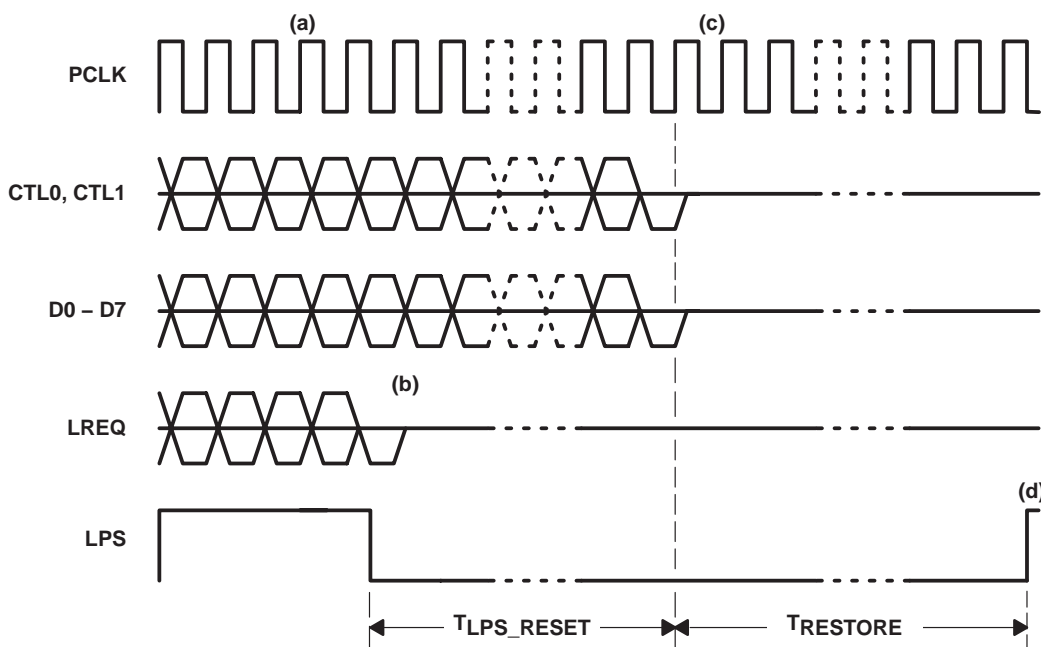 (a)
(c)
PCLK
CTL0, CTL1
D0 – D7
(b)
LREQ
(d)
LPS
TLPS_RESET
TRESTORE